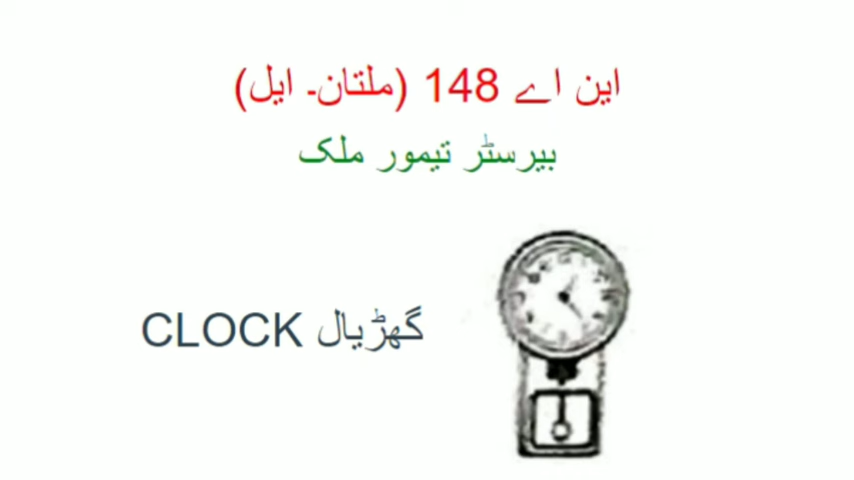 این اے 148 (ملتان۔ ایل)
بیرسٹر تیمور ملک
گھڑیال CLOCK